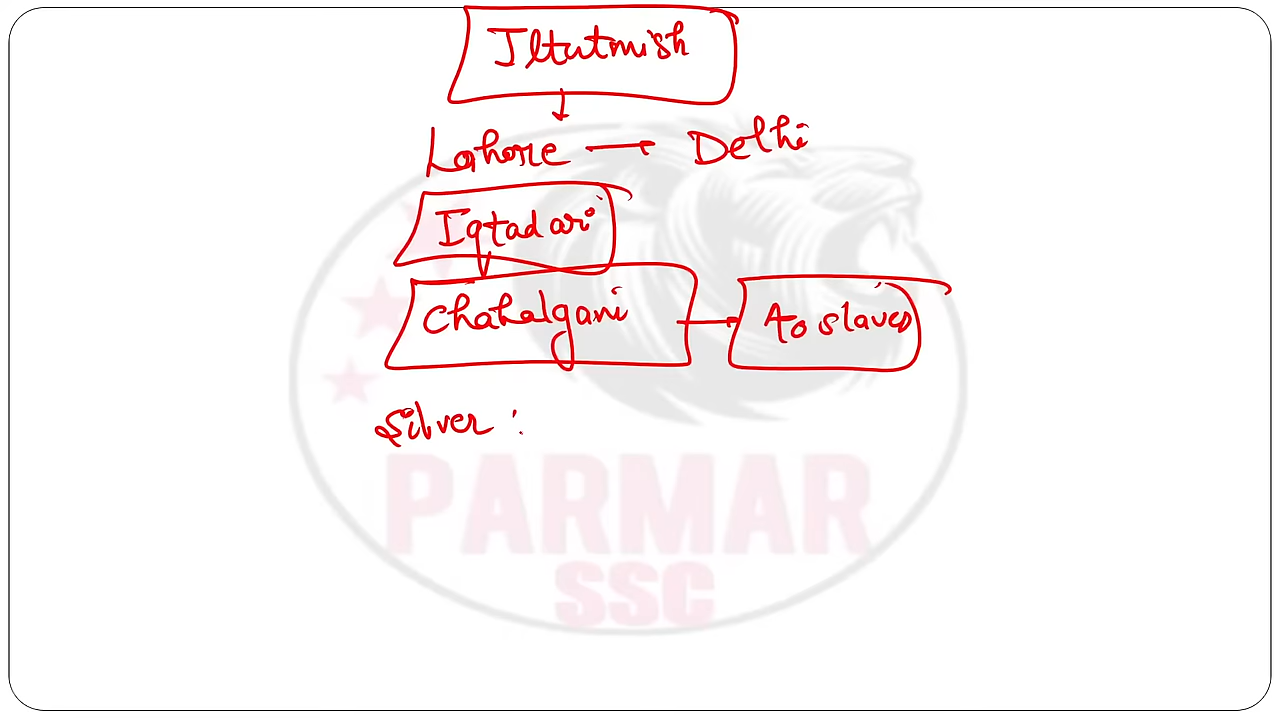 Iltutmish
Lahore → Delhi
Iqtadari
Chahalgani → 40 slaves
Silver :
PARMAR
SSC